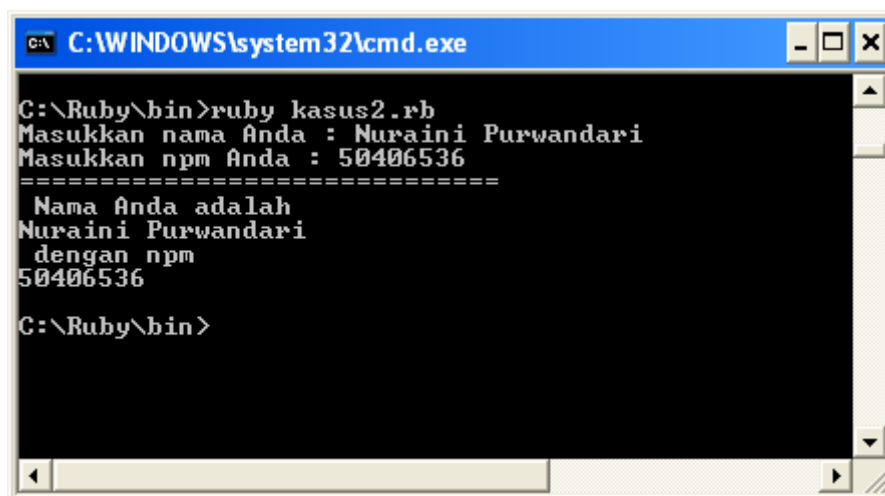 C:\WINDOWS\system32\cmd.exe
C:\Ruby\bin>ruby kasus2.rb
Masukkan nama Anda : Nuraini Purwandari
Masukkan npm Anda : 50406536
==============================
Nama Anda adalah
Nuraini Purwandari
dengan npm
50406536
C:\Ruby\bin>